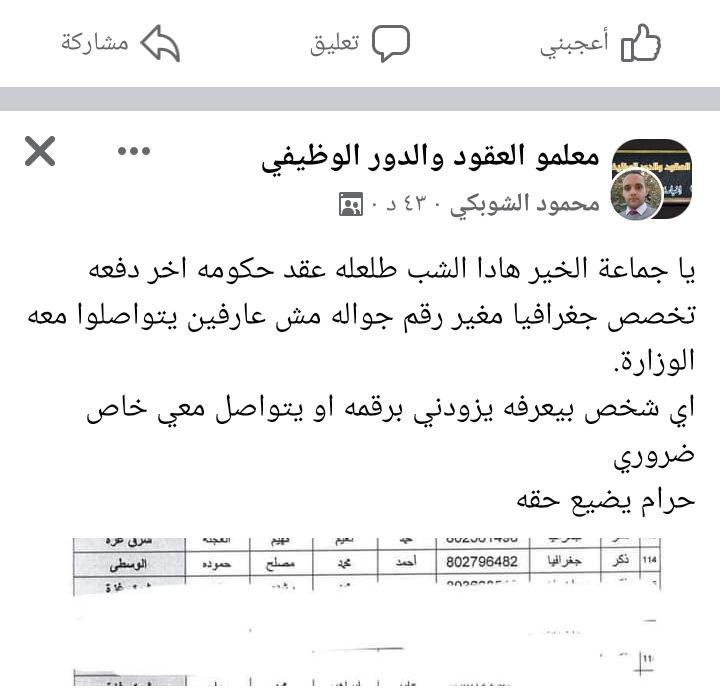 أعجبني تعليق مشاركة
معلمو العقود والدور الوظيفي
محمود الشوبكي · ٤٣ د ·
يا جماعة الخير هادا الشب طلعله عقد حكومه اخر دفعه
تخصص جغرافيا مغير رقم جواله مش عارفين يتواصلوا معه
الوزارة.
اي شخص بيعرفه يزودني برقمه او يتواصل معي خاص
ضروري
حرام يضيع حقه
114 ذكر جغرافيا 802796482 أحمد محمد مصلح حموده الوسطى